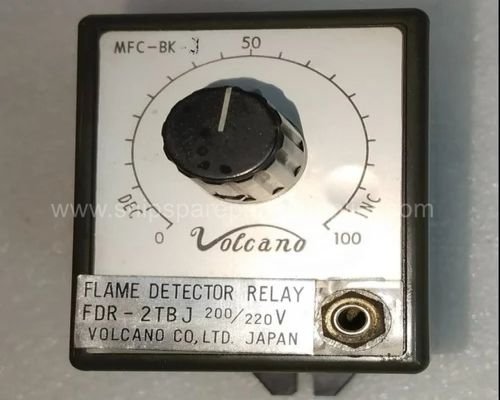 MFC-BK-J
50
DEC
INC
0
Volcano
100
FLAME DETECTOR RELAY
FDR-2TBJ 200/220V
VOLCANO CO, LTD. JAPAN